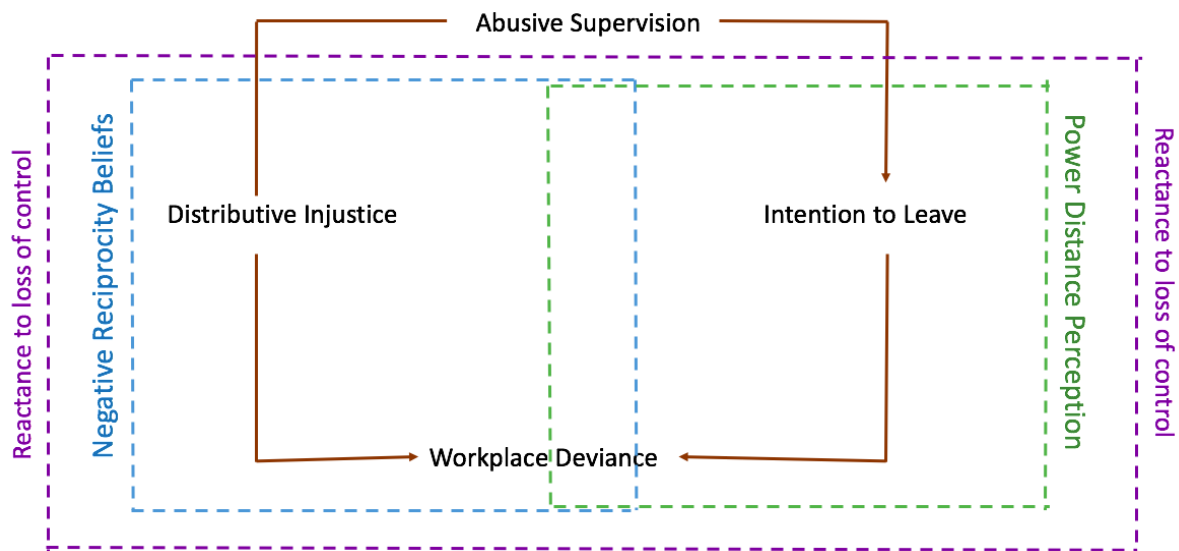 Abusive Supervision
Reactance to loss of control
Negative Reciprocity Beliefs
Distributive Injustice
Intention to Leave
Power Distance Perception
Reactance to loss of control
Workplace Deviance